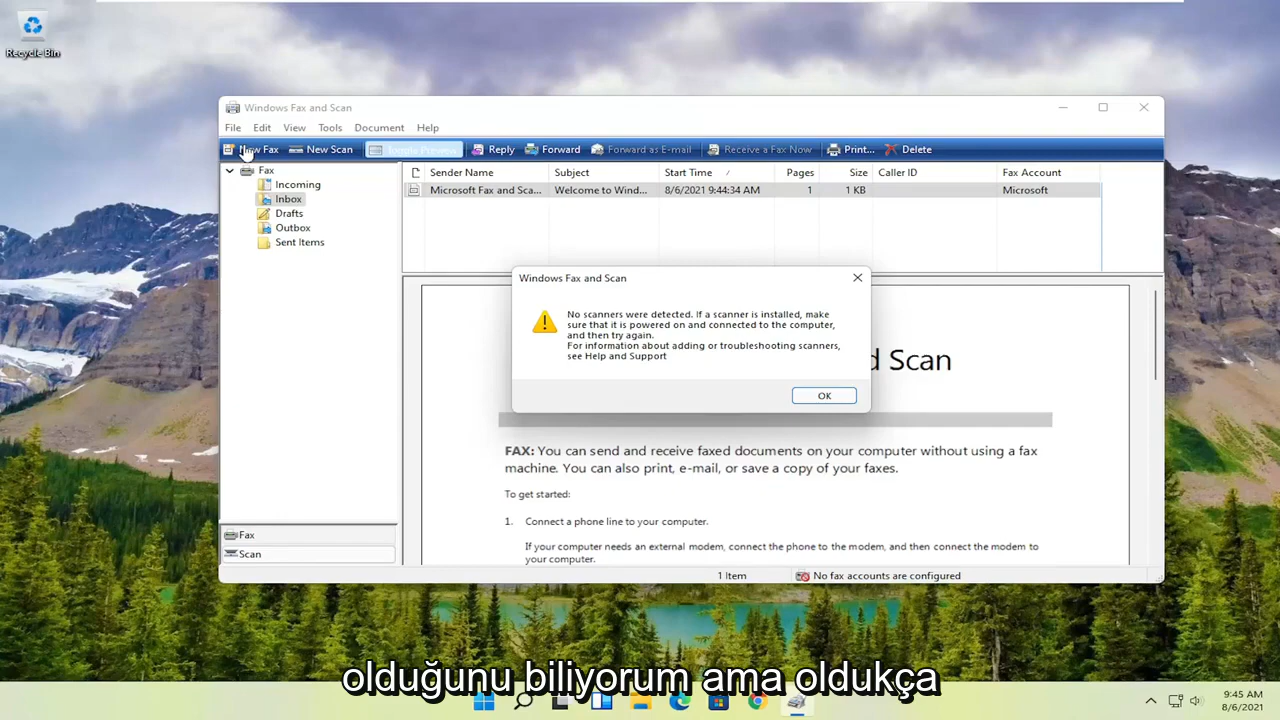 Recycle Bin
Windows Fax and Scan
File Edit View Tools Document Help
New Fax New Scan Toggle Preview Reply Forward Forward as E-mail Receive a Fax Now Print... Delete
Fax
Incoming
Inbox
Drafts
Outbox
Sent Items
Sender Name Subject Start Time Pages Size Caller ID Fax Account
Microsoft Fax and Sca... Welcome to Wind... 8/6/2021 9:44:34 AM 1 1 KB Microsoft
Windows Fax and Scan
No scanners were detected. If a scanner is installed, make
sure that it is powered on and connected to the computer,
and then try again.
For information about adding or troubleshooting scanners,
see Help and Support
OK
d Scan
FAX: You can send and receive faxed documents on your computer without using a fax
machine. You can also print, e-mail, or save a copy of your faxes.
To get started:
1. Connect a phone line to your computer.
If your computer needs an external modem, connect the phone to the modem, and then connect the modem to
your computer.
Fax
Scan
1 Item No fax accounts are configured
olduğunu biliyorum ama oldukça
9:45 AM
8/6/2021